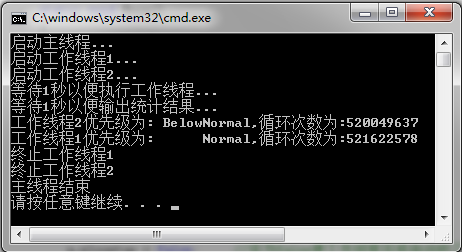 C:\windows\system32\cmd.exe
启动主线程...
启动工作线程1...
启动工作线程2...
等待1秒以便执行工作线程...
等待1秒以便输出统计结果...
工作线程2优先级为: BelowNormal,循环次数为:520049637
工作线程1优先级为:      Normal,循环次数为:521622578
终止工作线程1
终止工作线程2
主线程结束
请按任意键继续. . .